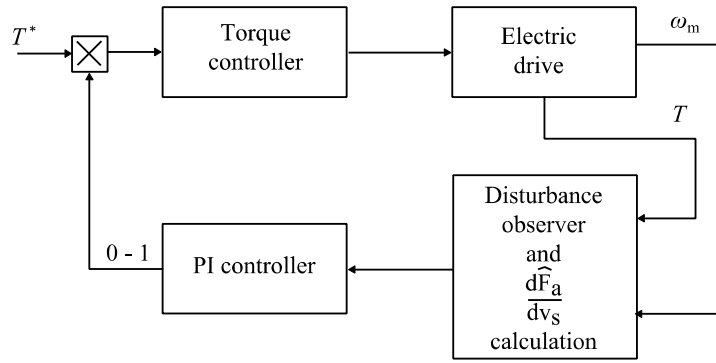 T*
Torque
controller
Electric
drive
ωm
T
0 - 1
PI controller
Disturbance
observer
and
dF̂a
dvs
calculation